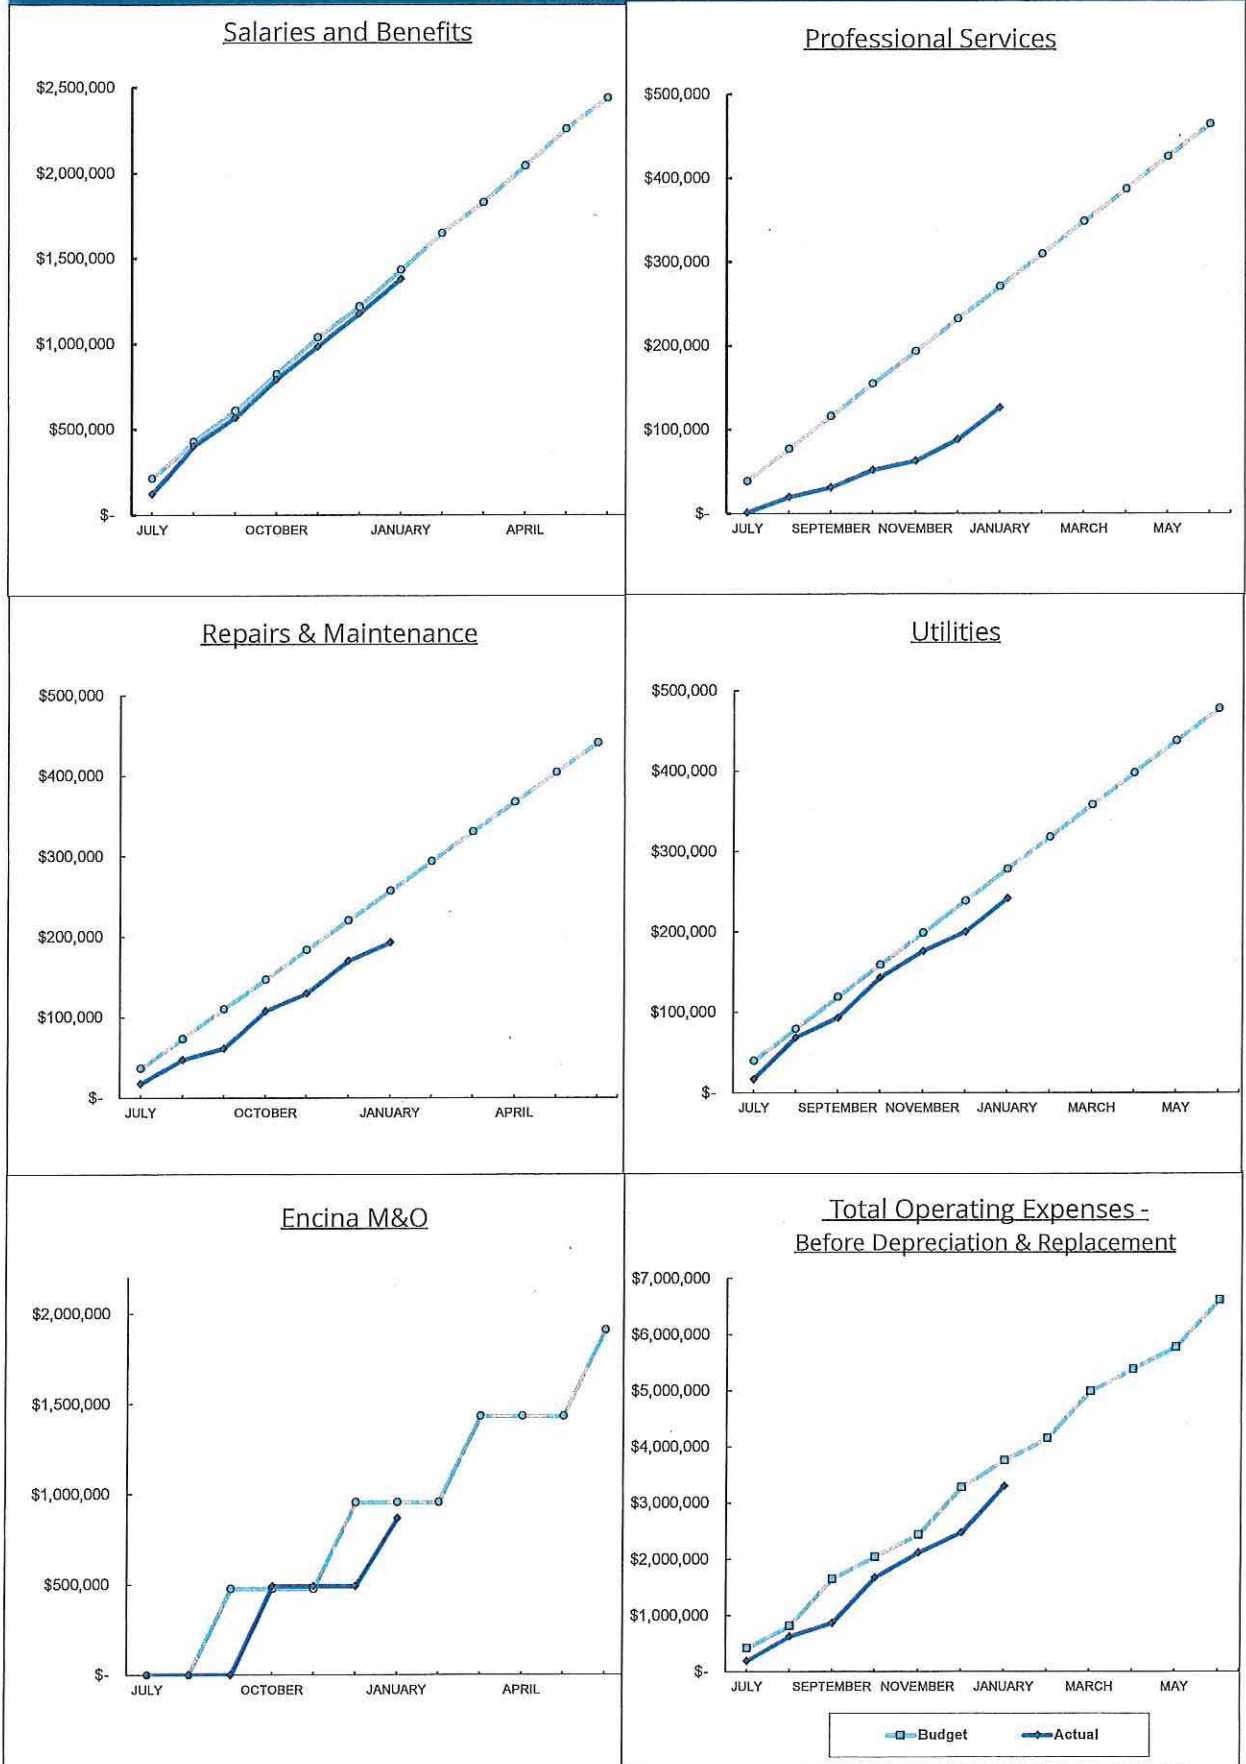 Salaries and Benefits
$2,500,000
$2,000,000
$1,500,000
$1,000,000
$500,000
$-
JULY OCTOBER JANUARY APRIL
Professional Services
$500,000
$400,000
$300,000
$200,000
$100,000
$-
JULY SEPTEMBER NOVEMBER JANUARY MARCH MAY
Repairs & Maintenance
$500,000
$400,000
$300,000
$200,000
$100,000
$-
JULY OCTOBER JANUARY APRIL
Utilities
$500,000
$400,000
$300,000
$200,000
$100,000
$-
JULY SEPTEMBER NOVEMBER JANUARY MARCH MAY
Encina M&O
$2,000,000
$1,500,000
$1,000,000
$500,000
$-
JULY OCTOBER JANUARY APRIL
Total Operating Expenses -
Before Depreciation & Replacement
$7,000,000
$6,000,000
$5,000,000
$4,000,000
$3,000,000
$2,000,000
$1,000,000
$-
JULY SEPTEMBER NOVEMBER JANUARY MARCH MAY
Budget Actual